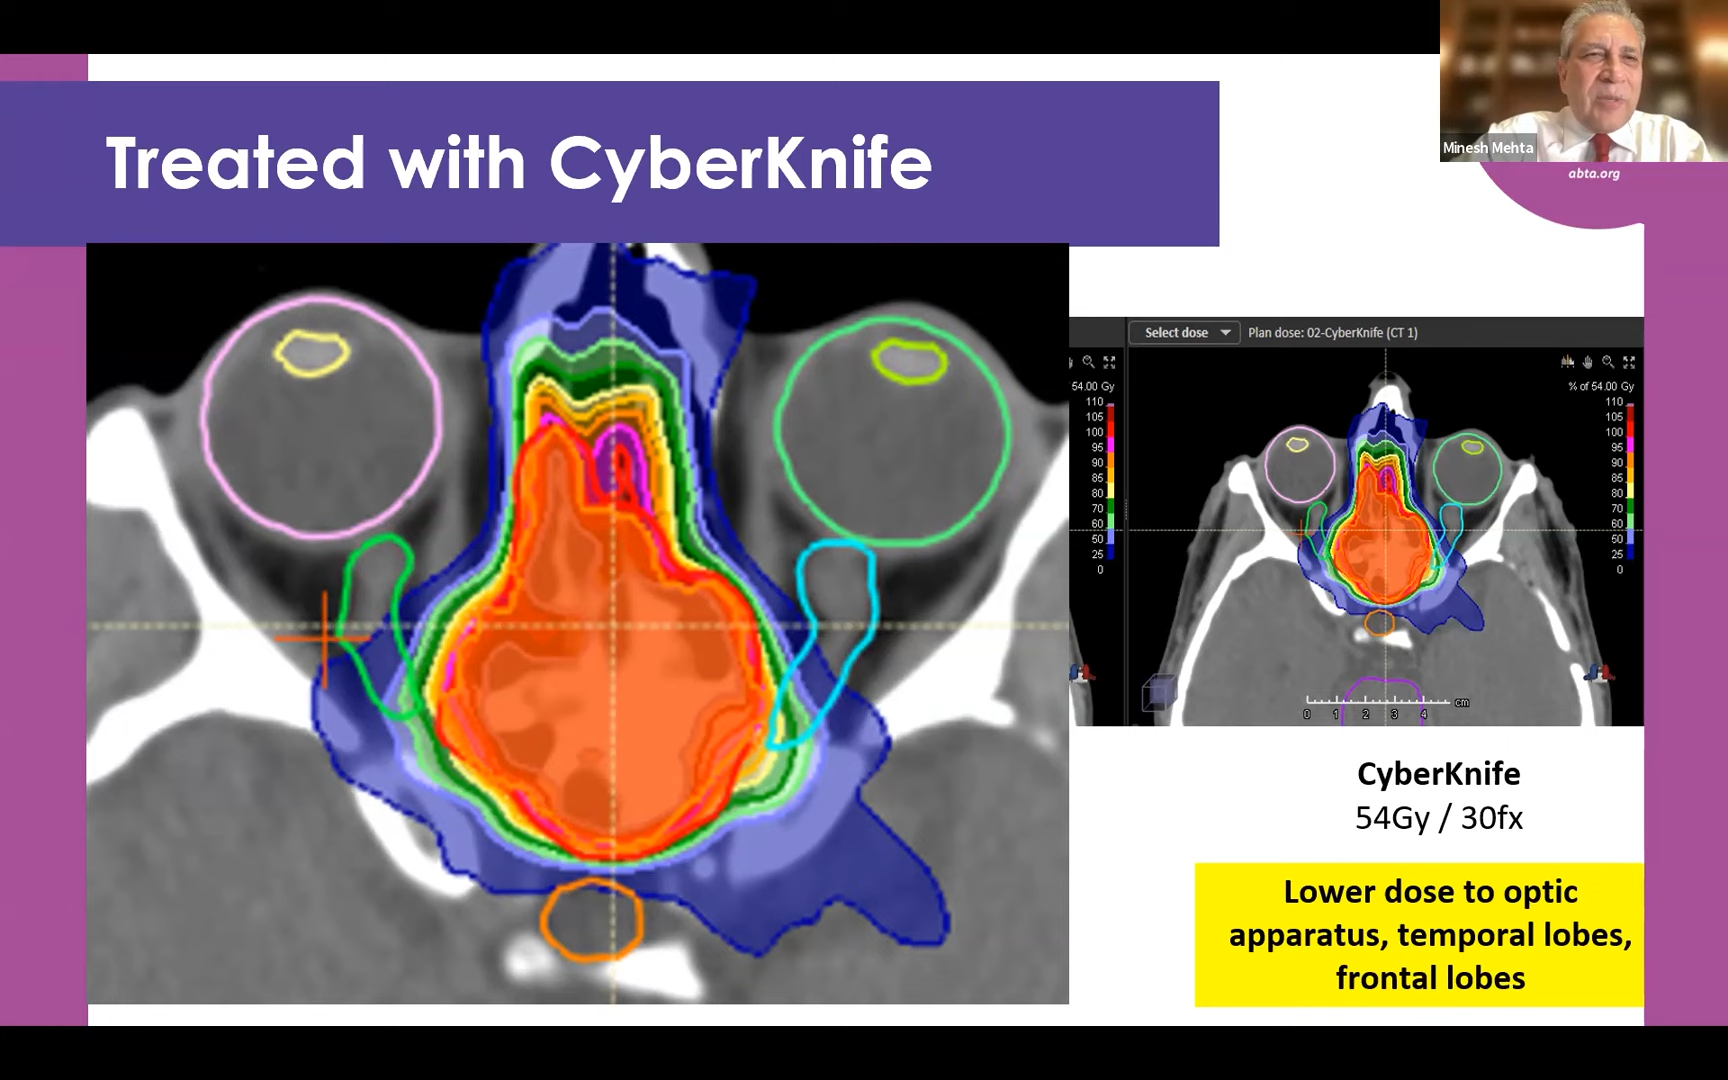 Minesh Mehta
abta.org
Treated with CyberKnife
Select dose
Plan dose: 02-CyberKnife (CT 1)
54.00 Gy
110
105
100
95
90
85
80
70
60
50
25
0
% of 54.00 Gy
110
105
100
95
90
85
80
70
60
50
25
0
cm
0 1 2 3 4
CyberKnife
54Gy / 30fx
Lower dose to optic
apparatus, temporal lobes,
frontal lobes